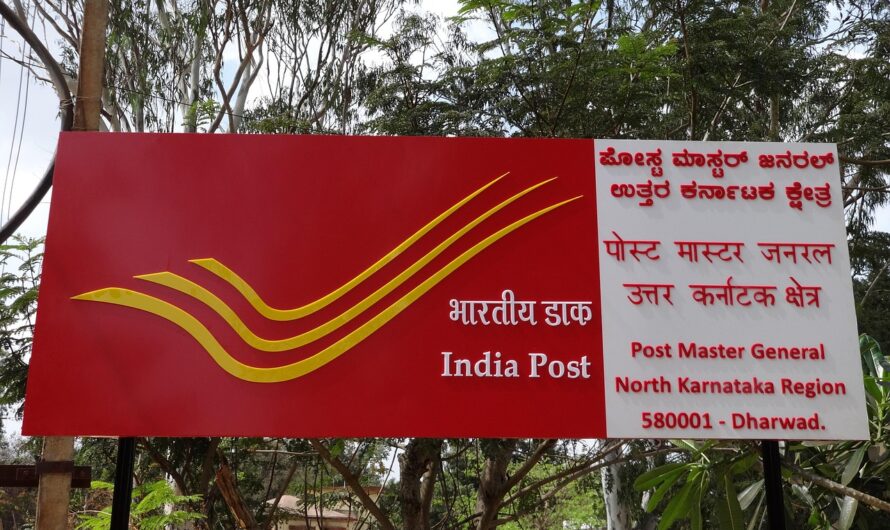 भारतीय डाक
India Post
ಪೋಸ್ಟ ಮಾಸ್ಟರ್ ಜನರಲ್
ಉತ್ತರ ಕರ್ನಾಟಕ ಕ್ಷೇತ್ರ
पोस्ट मास्टर जनरल
उत्तर कर्नाटक क्षेत्र
Post Master General
North Karnataka Region
580001 - Dharwad.